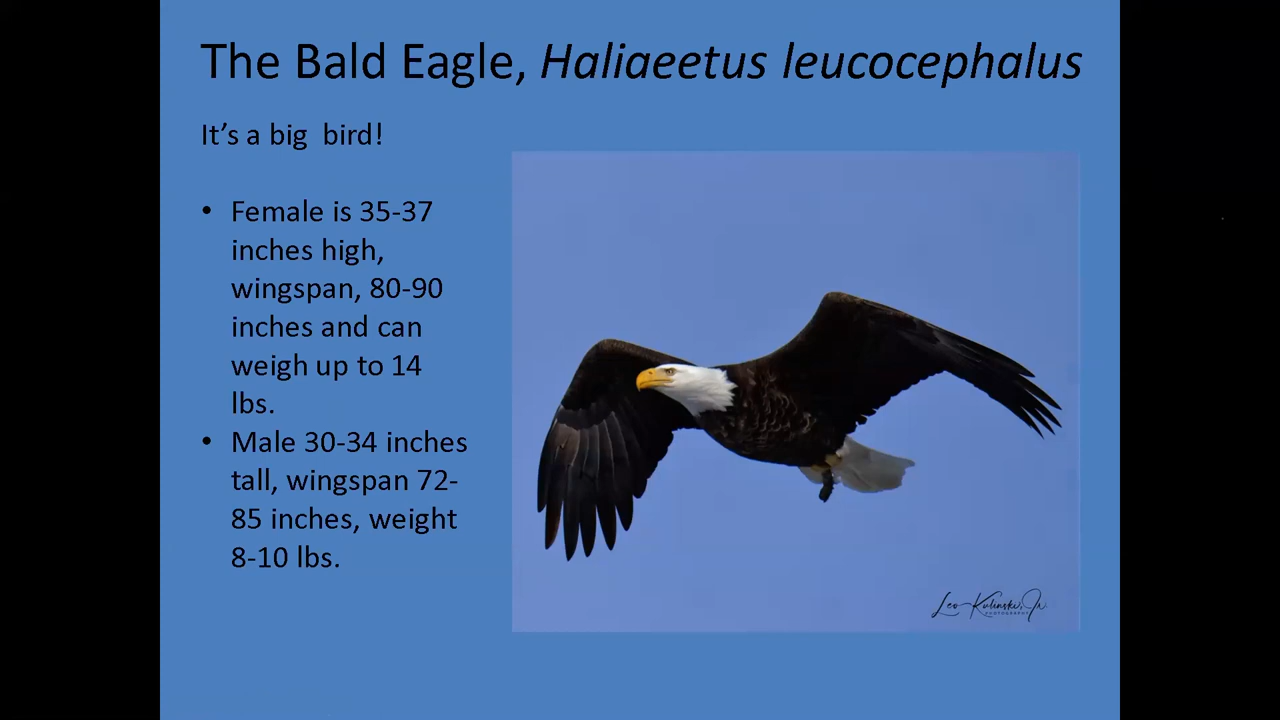 The Bald Eagle, Haliaeetus leucocephalus
It’s a big  bird!
• Female is 35-37
inches high,
wingspan, 80-90
inches and can
weigh up to 14
lbs.
• Male 30-34 inches
tall, wingspan 72-
85 inches, weight
8-10 lbs.
Leo Kulinski, Jr.
PHOTOGRAPHY